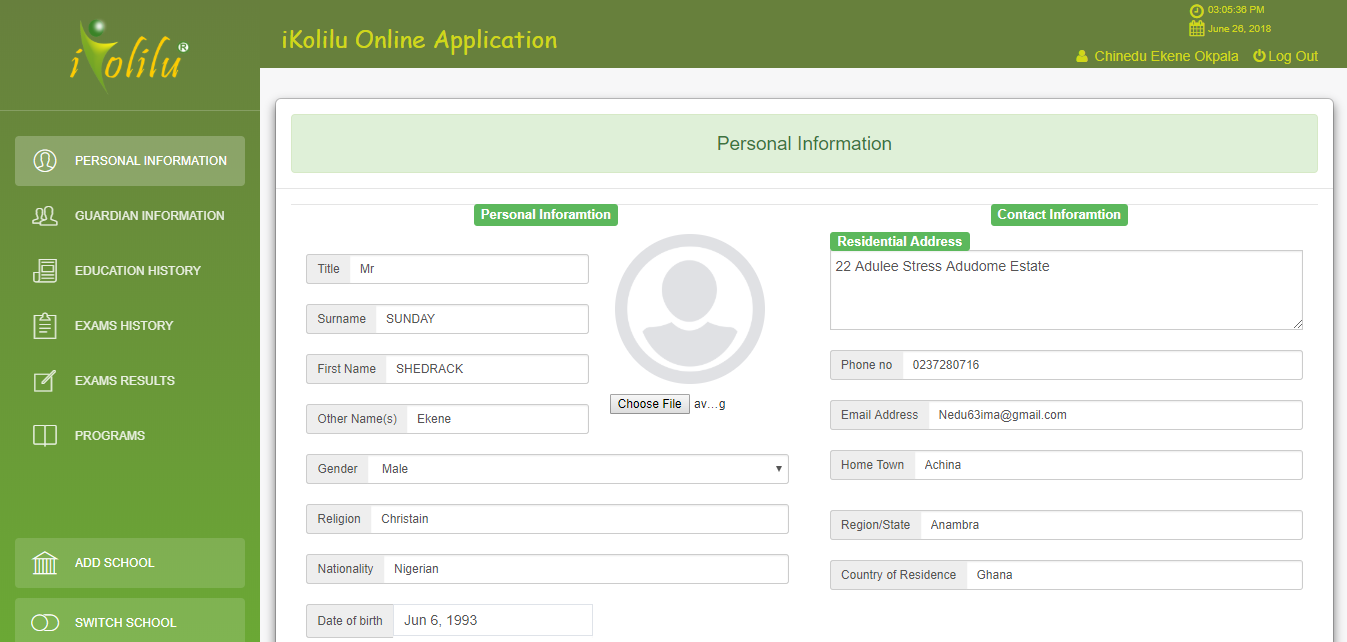 iKolilu®
iKolilu Online Application
03:05:36 PM
June 26, 2018
Chinedu Ekene Okpala
Log Out
PERSONAL INFORMATION
GUARDIAN INFORMATION
EDUCATION HISTORY
EXAMS HISTORY
EXAMS RESULTS
PROGRAMS
ADD SCHOOL
SWITCH SCHOOL
Personal Information
Personal Inforamtion
Title Mr
Surname SUNDAY
First Name SHEDRACK
Other Name(s) Ekene
Choose File av...g
Gender Male
Religion Christain
Nationality Nigerian
Date of birth Jun 6, 1993
Contact Inforamtion
Residential Address
22 Adulee Stress Adudome Estate
Phone no 0237280716
Email Address Nedu63ima@gmail.com
Home Town Achina
Region/State Anambra
Country of Residence Ghana